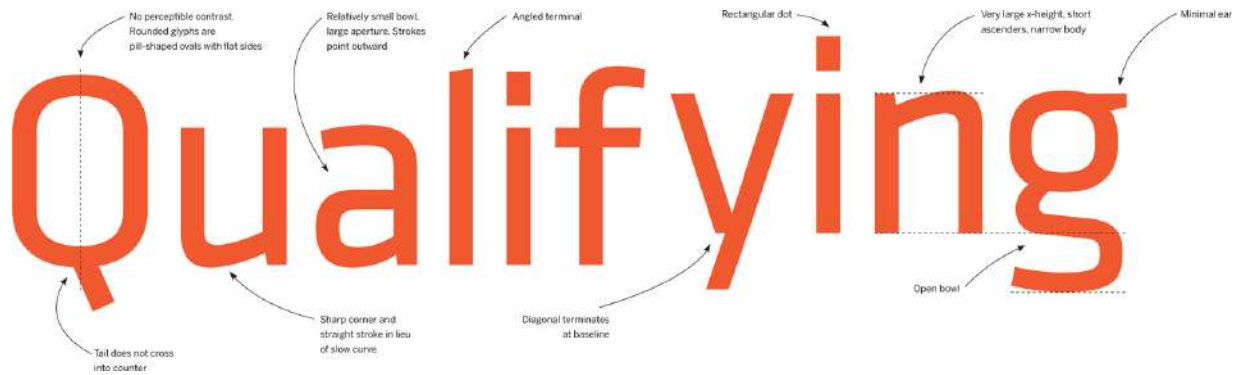 No perceptible contrast.
Rounded glyphs are
pill-shaped ovals with flat sides
Relatively small bowl,
large aperture. Strokes
point outward
Angled terminal
Rectangular dot
Very large x-height, short
ascenders, narrow body
Minimal ear
Qualifying
Tail does not cross
into counter
Sharp corner and
straight stroke in lieu
of slow curve
Diagonal terminates
at baseline
Open bowl